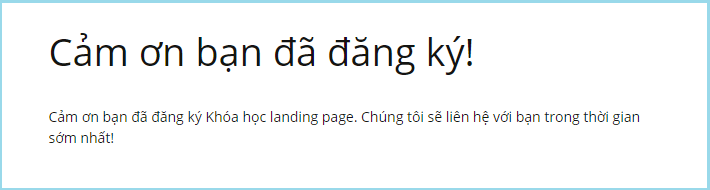 Cảm ơn bạn đã đăng ký!
Cảm ơn bạn đã đăng ký Khóa học landing page. Chúng tôi sẽ liên hệ với bạn trong thời gian
sớm nhất!